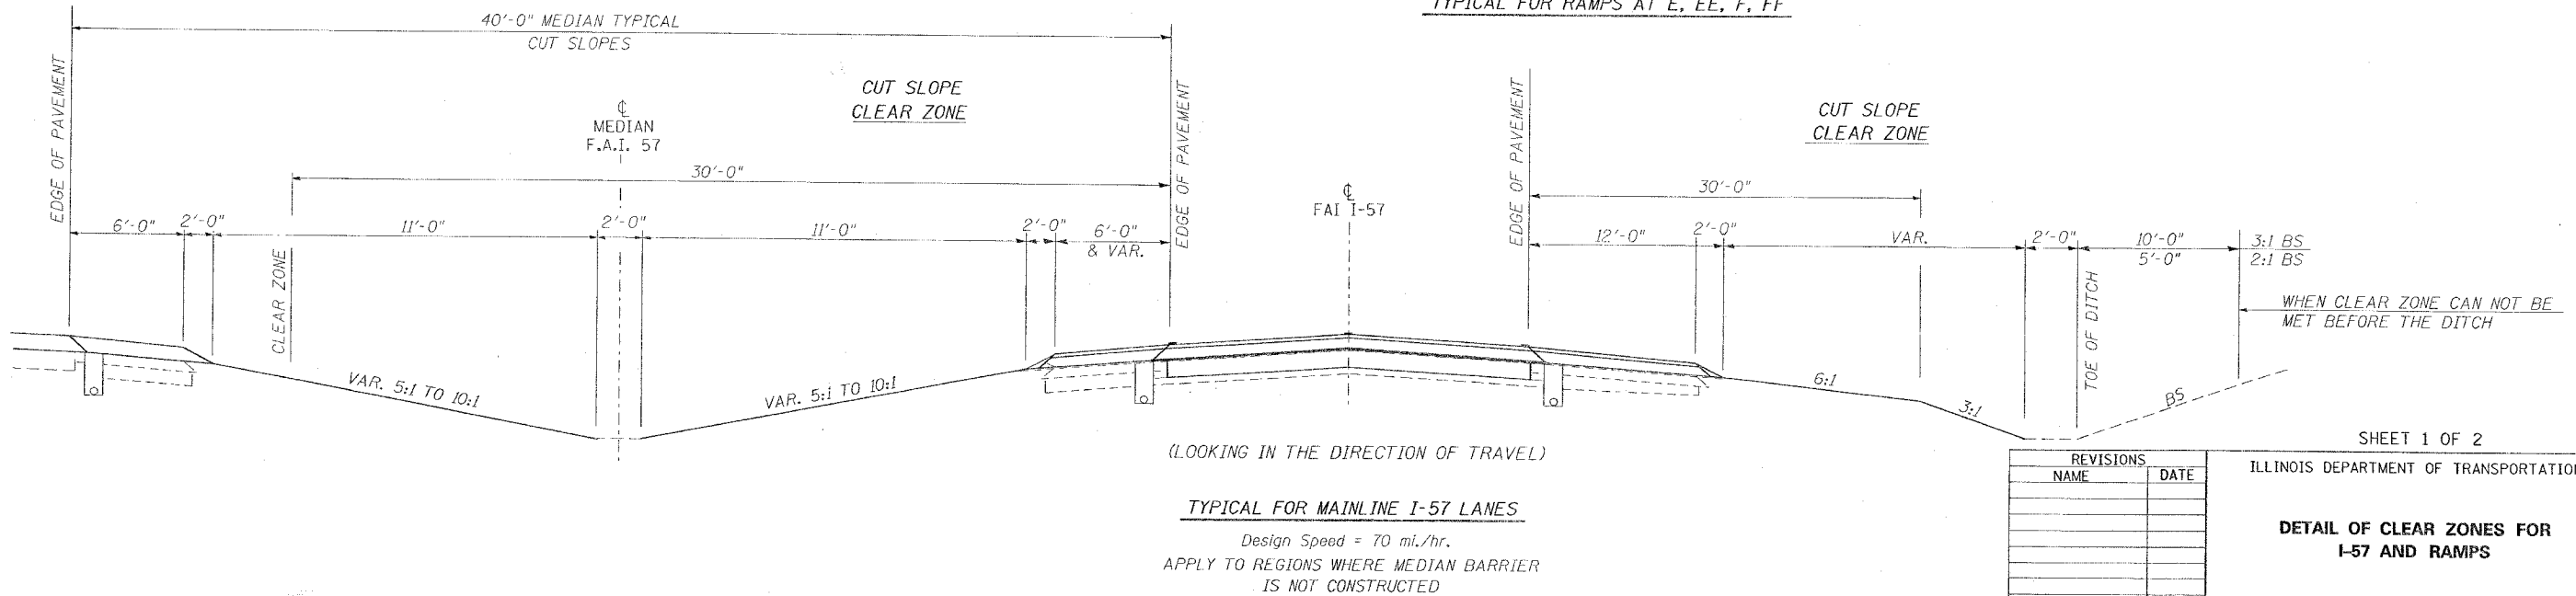 TYPICAL FOR RAMPS AT E, EE, F, FF
40'-0" MEDIAN TYPICAL
CUT SLOPES
EDGE OF PAVEMENT
CUT SLOPE
CLEAR ZONE
℄
MEDIAN
F.A.I. 57
30'-0"
EDGE OF PAVEMENT
℄
FAI I-57
EDGE OF PAVEMENT
CUT SLOPE
CLEAR ZONE
30'-0"
6'-0"
2'-0"
CLEAR ZONE
11'-0"
2'-0"
11'-0"
2'-0"
6'-0"
& VAR.
12'-0"
2'-0"
VAR.
2'-0"
TOE OF DITCH
10'-0"
5'-0"
3:1 BS
2:1 BS
WHEN CLEAR ZONE CAN NOT BE
MET BEFORE THE DITCH
VAR. 5:1 TO 10:1
VAR. 5:1 TO 10:1
6:1
3:1
BS
(LOOKING IN THE DIRECTION OF TRAVEL)
TYPICAL FOR MAINLINE I-57 LANES
Design Speed = 70 mi./hr.
APPLY TO REGIONS WHERE MEDIAN BARRIER
IS NOT CONSTRUCTED
SHEET 1 OF 2
REVISIONS
NAME DATE
ILLINOIS DEPARTMENT OF TRANSPORTATION
DETAIL OF CLEAR ZONES FOR
I-57 AND RAMPS